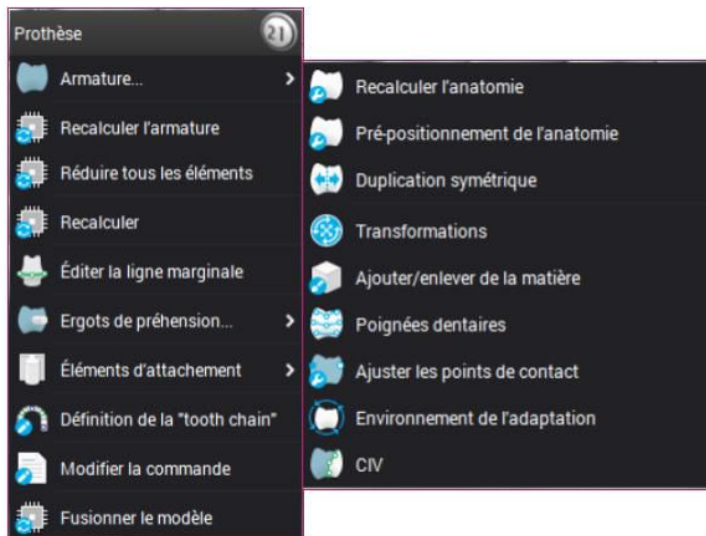 Prothèse 21
Armature...
Recalculer l'armature
Réduire tous les éléments
Recalculer
Éditer la ligne marginale
Ergots de préhension...
Éléments d'attachement
Définition de la "tooth chain"
Modifier la commande
Fusionner le modèle
Recalculer l'anatomie
Pré-positionnement de l'anatomie
Duplication symétrique
Transformations
Ajouter/enlever de la matière
Poignées dentaires
Ajuster les points de contact
Environnement de l'adaptation
CIV